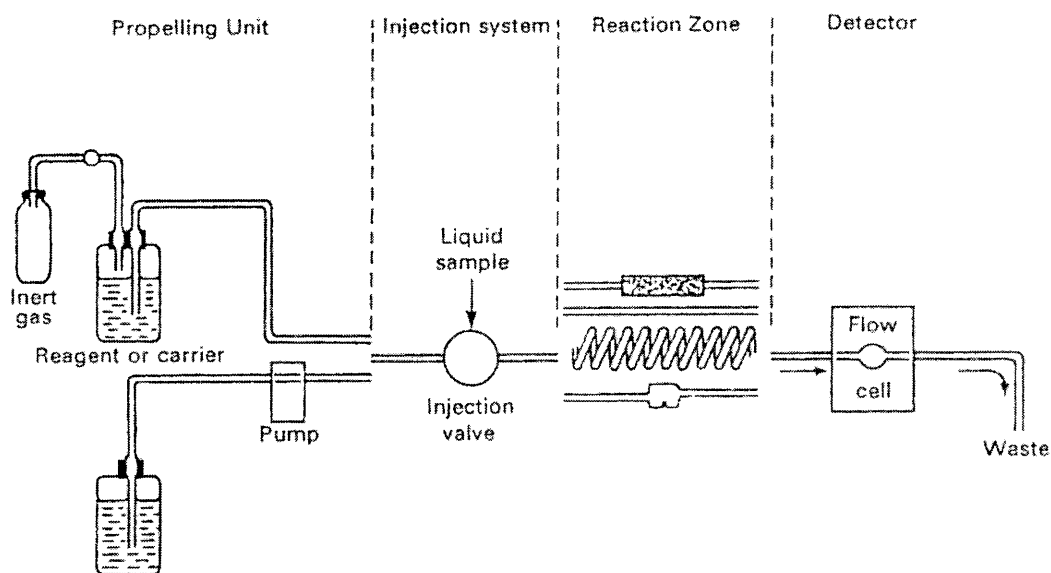 Propelling Unit
Injection system
Reaction Zone
Detector
Liquid
sample
Inert
gas
Reagent or carrier
Pump
Injection
valve
Flow
cell
Waste